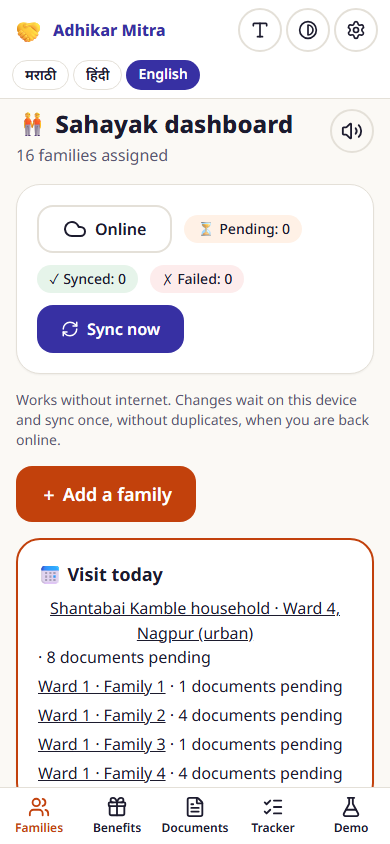 Adhikar Mitra
मराठी
हिंदी
English
Sahayak dashboard
16 families assigned
Online
Pending: 0
✓ Synced: 0
✗ Failed: 0
Sync now
Works without internet. Changes wait on this device
and sync once, without duplicates, when you are back
online.
+ Add a family
Visit today
Shantabai Kamble household · Ward 4,
Nagpur (urban)
· 8 documents pending
Ward 1 · Family 1 · 1 documents pending
Ward 1 · Family 2 · 4 documents pending
Ward 1 · Family 3 · 1 documents pending
Ward 1 · Family 4 · 4 documents pending
Families
Benefits
Documents
Tracker
Demo